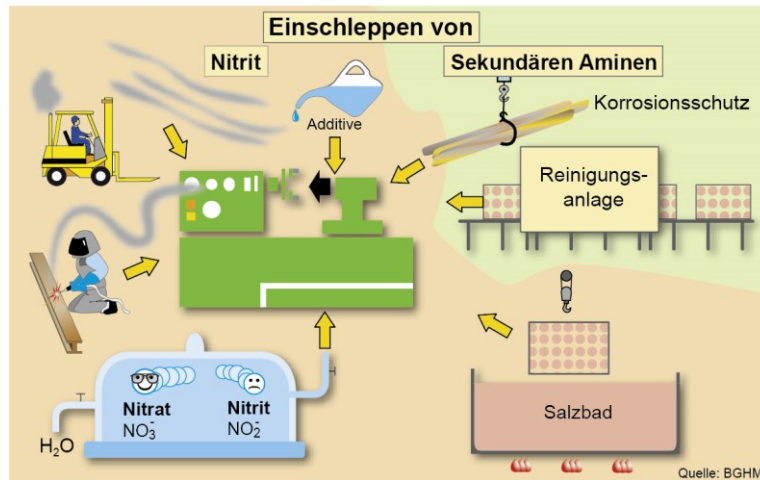 Einschleppen von
Nitrit
Sekundären Aminen
Additive
Korrosionsschutz
Reinigungs-
anlage
Nitrat
NO₃⁻
Nitrit
NO₂⁻
H₂O
Salzbad
Quelle: BGHM